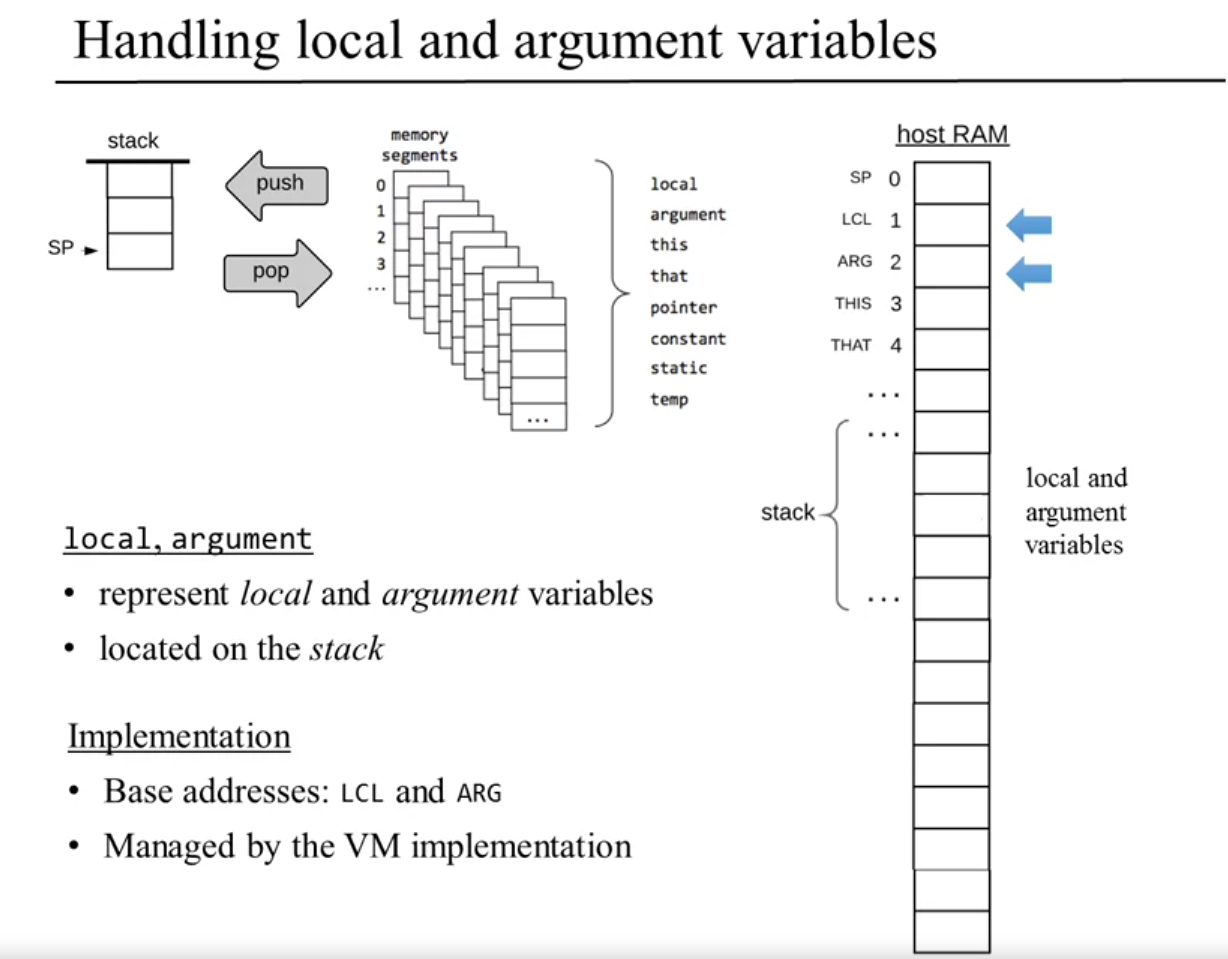 Handling local and argument variables
stack
SP
push
pop
memory
segments
0
1
2
3
...
...
local
argument
this
that
pointer
constant
static
temp
host RAM
SP 0
LCL 1
ARG 2
THIS 3
THAT 4
...
...
stack
...
local and
argument
variables
local, argument
• represent local and argument variables
• located on the stack
Implementation
• Base addresses: LCL and ARG
• Managed by the VM implementation